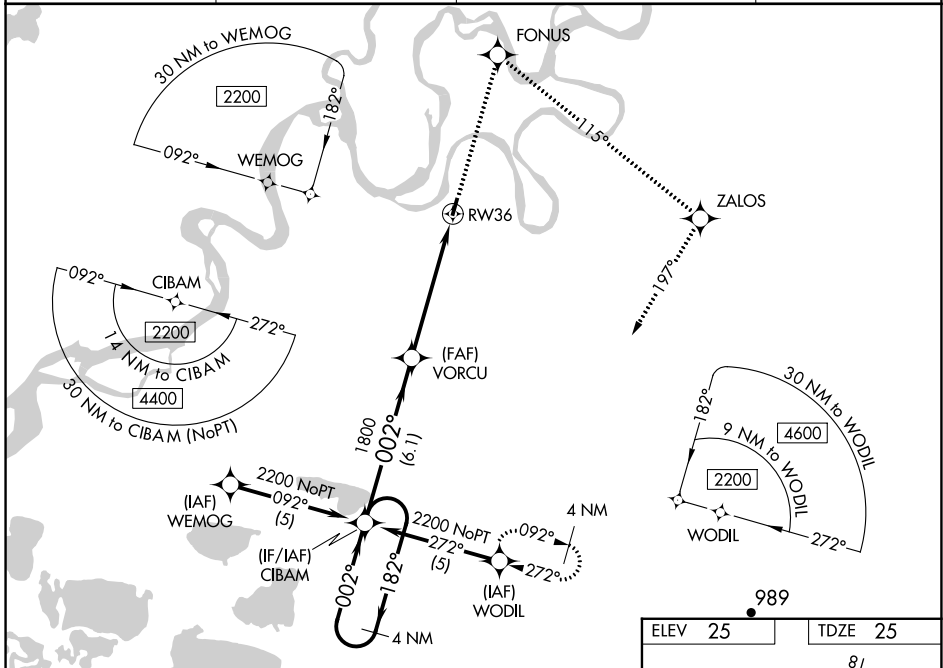 FONUS
30 NM to WEMOG
2200
182°
092°
WEMOG
115°
RW36
ZALOS
197°
092°
CIBAM
272°
2200
14 NM to CIBAM
4400
30 NM to CIBAM (NoPT)
(FAF)
VORCU
1800
002°
(6.1)
182°
30 NM to WODIL
4600
9 NM to WODIL
2200
WODIL
272°
2200 NoPT
092°
(5)
(IAF)
WEMOG
2200 NoPT
272°
(5)
092°
4 NM
272°
(IF/IAF)
CIBAM
(IAF)
WODIL
002°
182°
4 NM
989
ELEV 25
TDZE 25